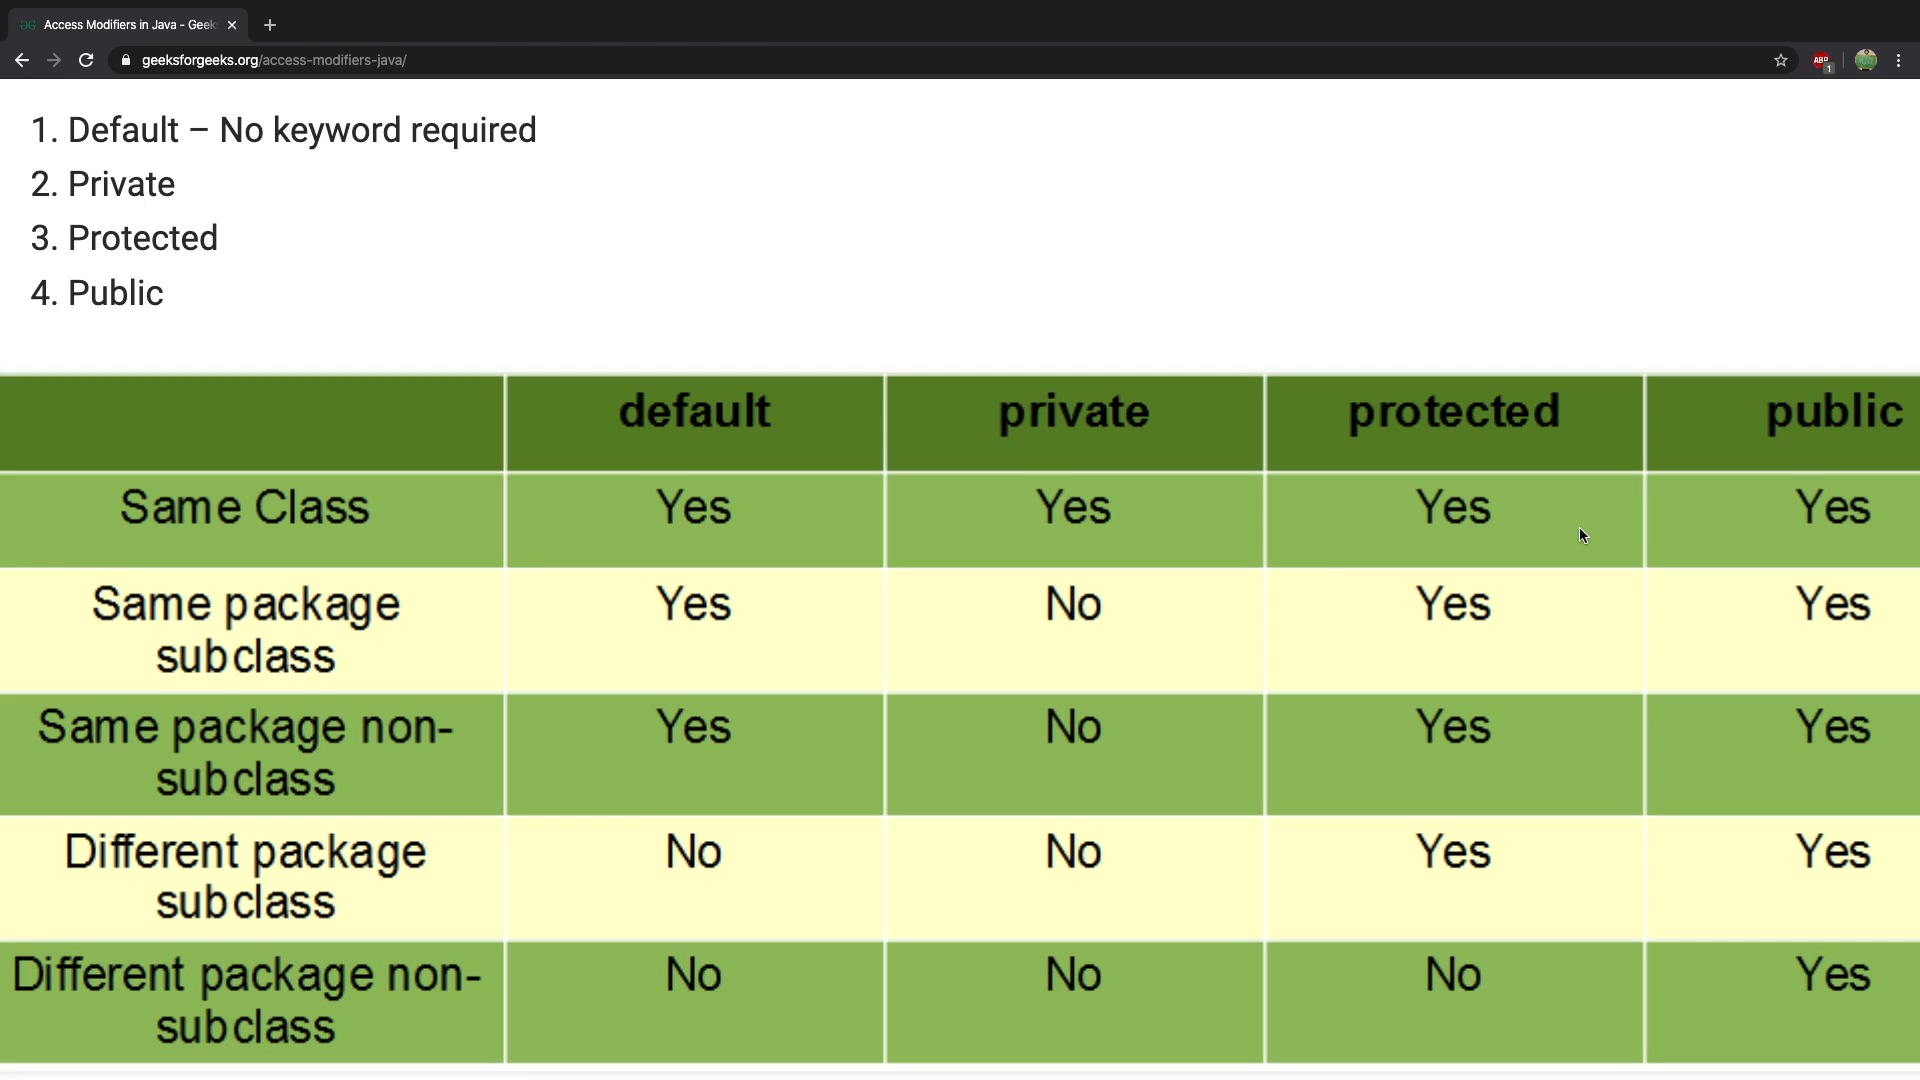 Access Modifiers in Java - Geek
geeksforgeeks.org/access-modifiers-java/
ABP
1
1. Default – No keyword required
2. Private
3. Protected
4. Public
default private protected public
Same Class Yes Yes Yes Yes
Same package Yes No Yes Yes
subclass
Same package non- Yes No Yes Yes
subclass
Different package No No Yes Yes
subclass
Different package non- No No No Yes
subclass